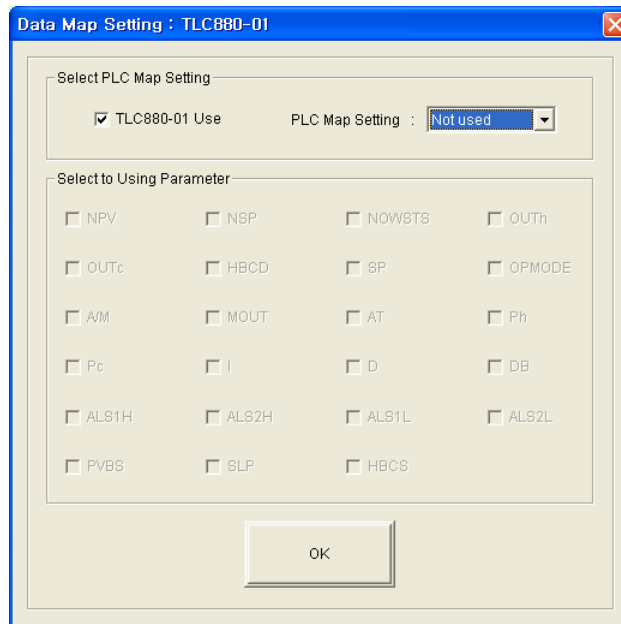 Data Map Setting : TLC880-01
Select PLC Map Setting
TLC880-01 Use PLC Map Setting : Not used
Select to Using Parameter
NPV NSP NOWSTS OUTh
OUTc HBCD SP OPMODE
A/M MOUT AT Ph
Pc I D DB
ALS1H ALS2H ALS1L ALS2L
PVBS SLP HBCS
OK